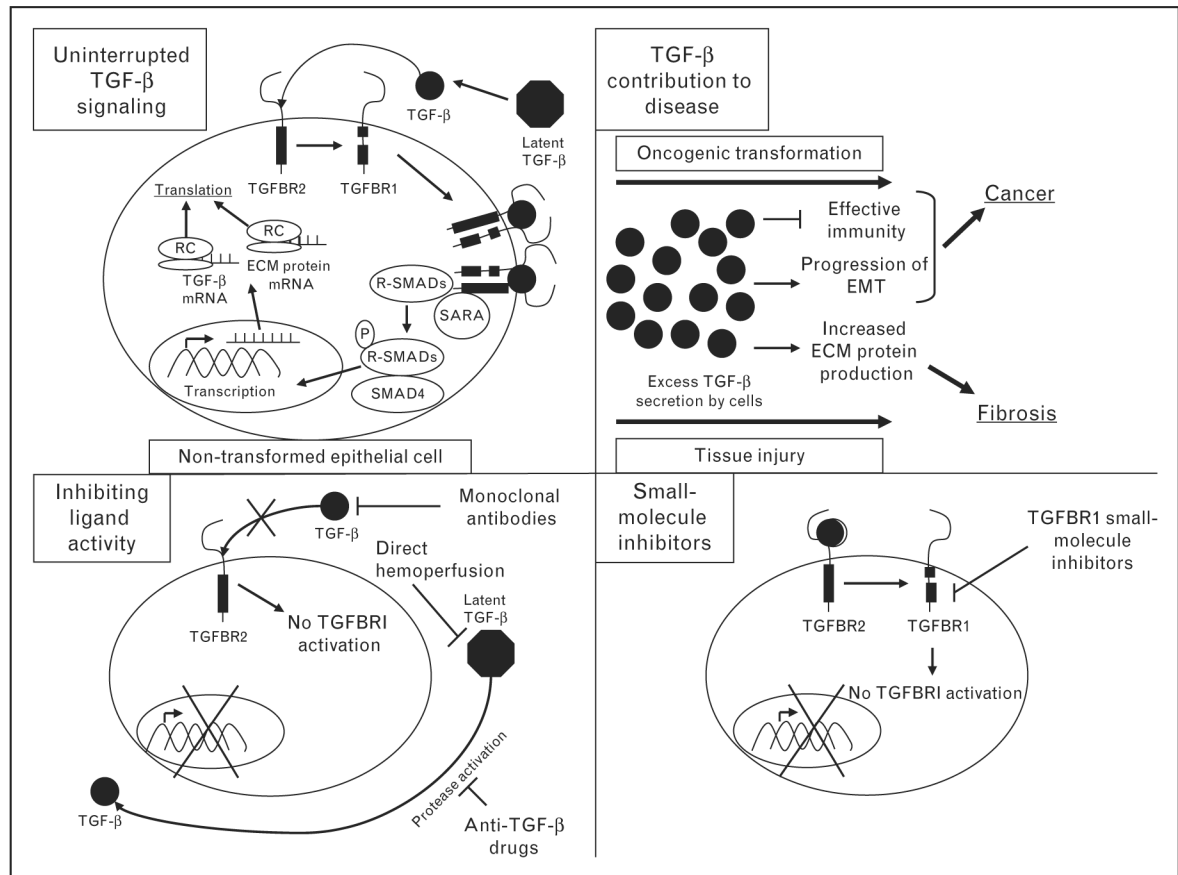 Uninterrupted
TGF-β
signaling
TGF-β
Latent
TGF-β
TGFBR2
TGFBR1
Translation
RC
RC
TGF-β
mRNA
ECM protein
mRNA
R-SMADs
SARA
P
R-SMADs
SMAD4
Transcription
Non-transformed epithelial cell
TGF-β
contribution to
disease
Oncogenic transformation
Effective
immunity
Progression of
EMT
Increased
ECM protein
production
Cancer
Fibrosis
Excess TGF-β
secretion by cells
Tissue injury
Inhibiting
ligand
activity
TGF-β
Monoclonal
antibodies
Direct
hemoperfusion
Latent
TGF-β
TGFBR2
No TGFBRI
activation
Protease activation
TGF-β
Anti-TGF-β
drugs
Small-
molecule
inhibitors
TGFBR1 small-
molecule
inhibitors
TGFBR2
TGFBR1
No TGFBRI activation